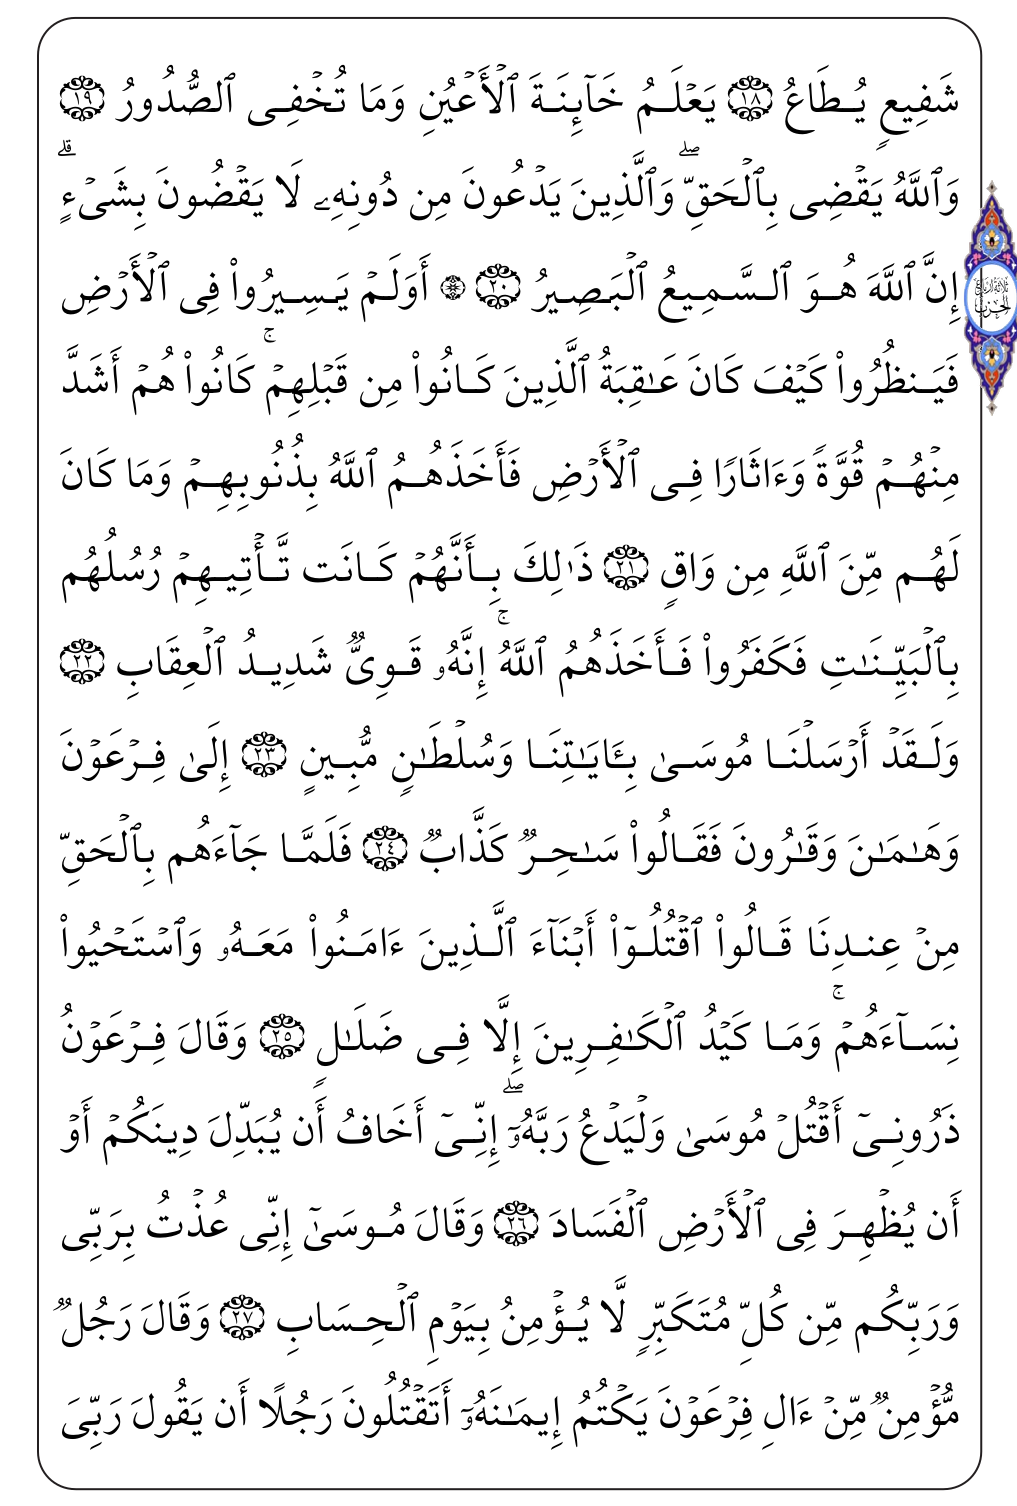 شَفِيعٍ يُطَاعُ ١٨ يَعۡلَمُ خَآئِنَةَ ٱلۡأَعۡيُنِ وَمَا تُخۡفِى ٱلصُّدُورُ ١٩
وَٱللَّهُ يَقۡضِى بِٱلۡحَقِّۖ وَٱلَّذِينَ يَدۡعُونَ مِن دُونِهِۦ لَا يَقۡضُونَ بِشَىۡءٍۗ
إِنَّ ٱللَّهَ هُوَ ٱلسَّمِيعُ ٱلۡبَصِيرُ ٢٠ ۞ أَوَلَمۡ يَسِيرُواْ فِى ٱلۡأَرۡضِ
ثلاثة أرباع
الحزب
فَيَنظُرُواْ كَيۡفَ كَانَ عَٰقِبَةُ ٱلَّذِينَ كَانُواْ مِن قَبۡلِهِمۡۚ كَانُواْ هُمۡ أَشَدَّ
مِنۡهُمۡ قُوَّةً وَءَاثَارًا فِى ٱلۡأَرۡضِ فَأَخَذَهُمُ ٱللَّهُ بِذُنُوبِهِمۡ وَمَا كَانَ
لَهُم مِّنَ ٱللَّهِ مِن وَاقٍ ٢١ ذَٰلِكَ بِأَنَّهُمۡ كَانَت تَّأۡتِيهِمۡ رُسُلُهُم
بِٱلۡبَيِّنَٰتِ فَكَفَرُواْ فَأَخَذَهُمُ ٱللَّهُۚ إِنَّهُۥ قَوِىٌّ شَدِيدُ ٱلۡعِقَابِ ٢٢
وَلَقَدۡ أَرۡسَلۡنَا مُوسَىٰ بِـَٔايَٰتِنَا وَسُلۡطَٰنٍ مُّبِينٍ ٢٣ إِلَىٰ فِرۡعَوۡنَ
وَهَٰمَٰنَ وَقَٰرُونَ فَقَالُواْ سَٰحِرٌ كَذَّابٌ ٢٤ فَلَمَّا جَآءَهُم بِٱلۡحَقِّ
مِنۡ عِندِنَا قَالُواْ ٱقۡتُلُوٓاْ أَبۡنَآءَ ٱلَّذِينَ ءَامَنُواْ مَعَهُۥ وَٱسۡتَحۡيُواْ
نِسَآءَهُمۡۚ وَمَا كَيۡدُ ٱلۡكَٰفِرِينَ إِلَّا فِى ضَلَٰلٍ ٢٥ وَقَالَ فِرۡعَوۡنُ
ذَرُونِىٓ أَقۡتُلۡ مُوسَىٰ وَلۡيَدۡعُ رَبَّهُۥٓۖ إِنِّىٓ أَخَافُ أَن يُبَدِّلَ دِينَكُمۡ أَوۡ
أَن يُظۡهِرَ فِى ٱلۡأَرۡضِ ٱلۡفَسَادَ ٢٦ وَقَالَ مُوسَىٰٓ إِنِّى عُذۡتُ بِرَبِّى
وَرَبِّكُم مِّن كُلِّ مُتَكَبِّرٍ لَّا يُؤۡمِنُ بِيَوۡمِ ٱلۡحِسَابِ ٢٧ وَقَالَ رَجُلٌ
مُّؤۡمِنٌ مِّنۡ ءَالِ فِرۡعَوۡنَ يَكۡتُمُ إِيمَٰنَهُۥٓ أَتَقۡتُلُونَ رَجُلًا أَن يَقُولَ رَبِّىَ